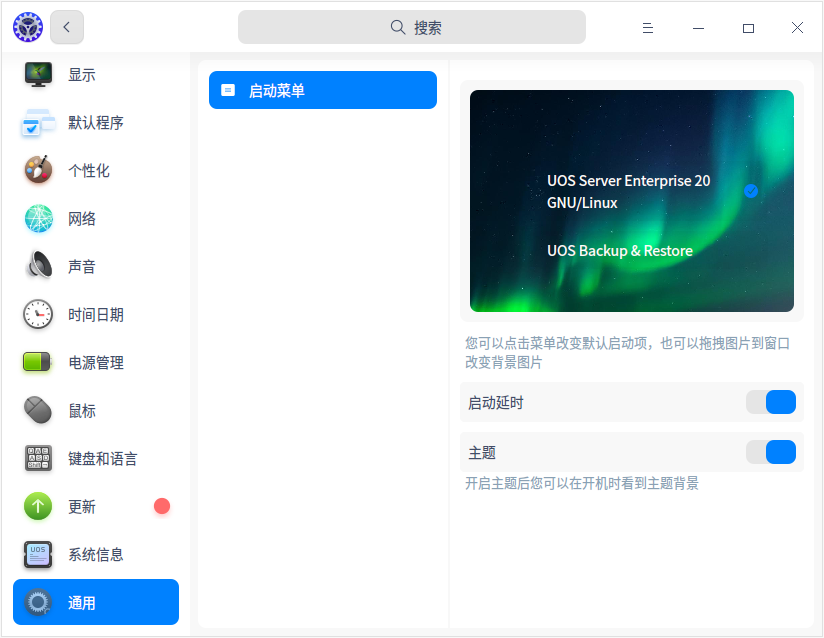 搜索
显示
默认程序
个性化
网络
声音
时间日期
电源管理
鼠标
键盘和语言
更新
UOS
系统信息
通用
启动菜单
UOS Server Enterprise 20
GNU/Linux
UOS Backup & Restore
您可以点击菜单改变默认启动项，也可以拖拽图片到窗口
改变背景图片
启动延时
主题
开启主题后您可以在开机时看到主题背景